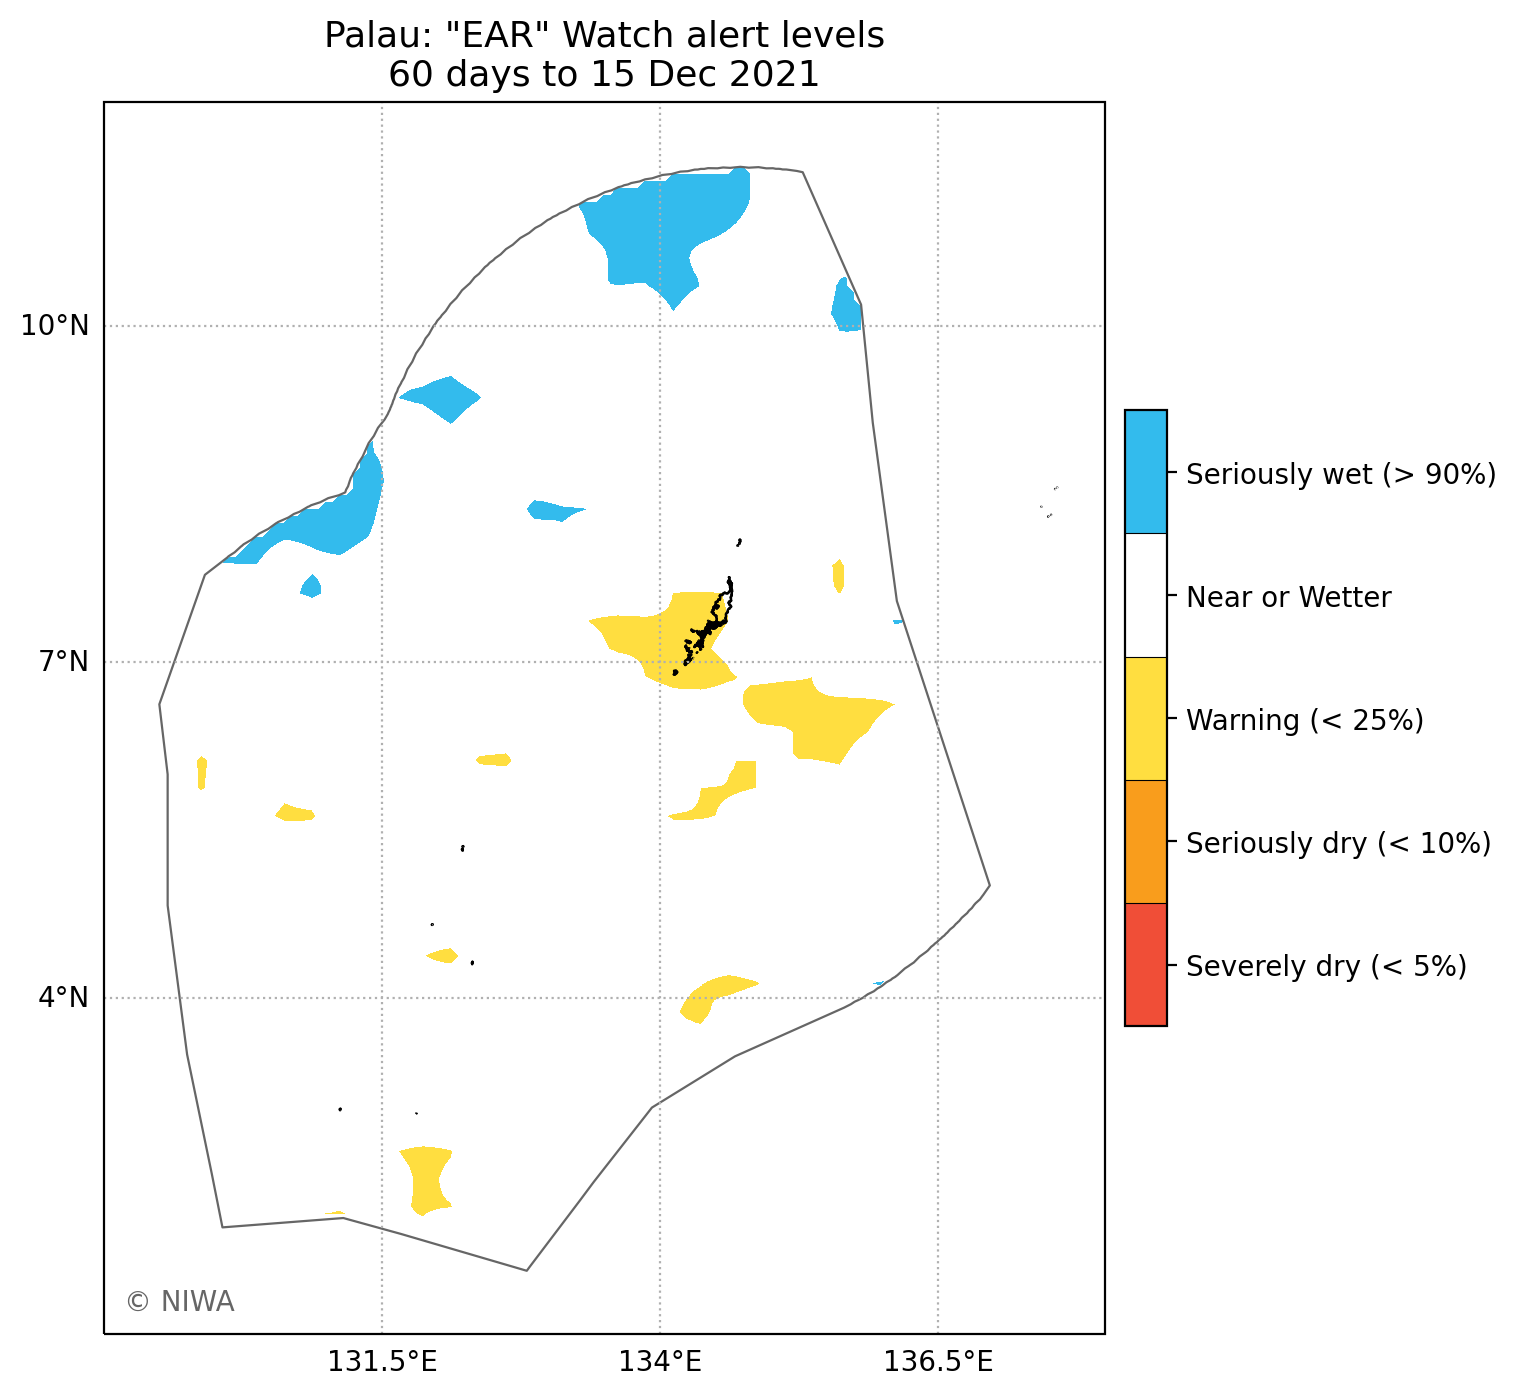 Palau: "EAR" Watch alert levels
60 days to 15 Dec 2021
10°N
7°N
4°N
131.5°E
134°E
136.5°E
Seriously wet (> 90%)
Near or Wetter
Warning (< 25%)
Seriously dry (< 10%)
Severely dry (< 5%)
© NIWA